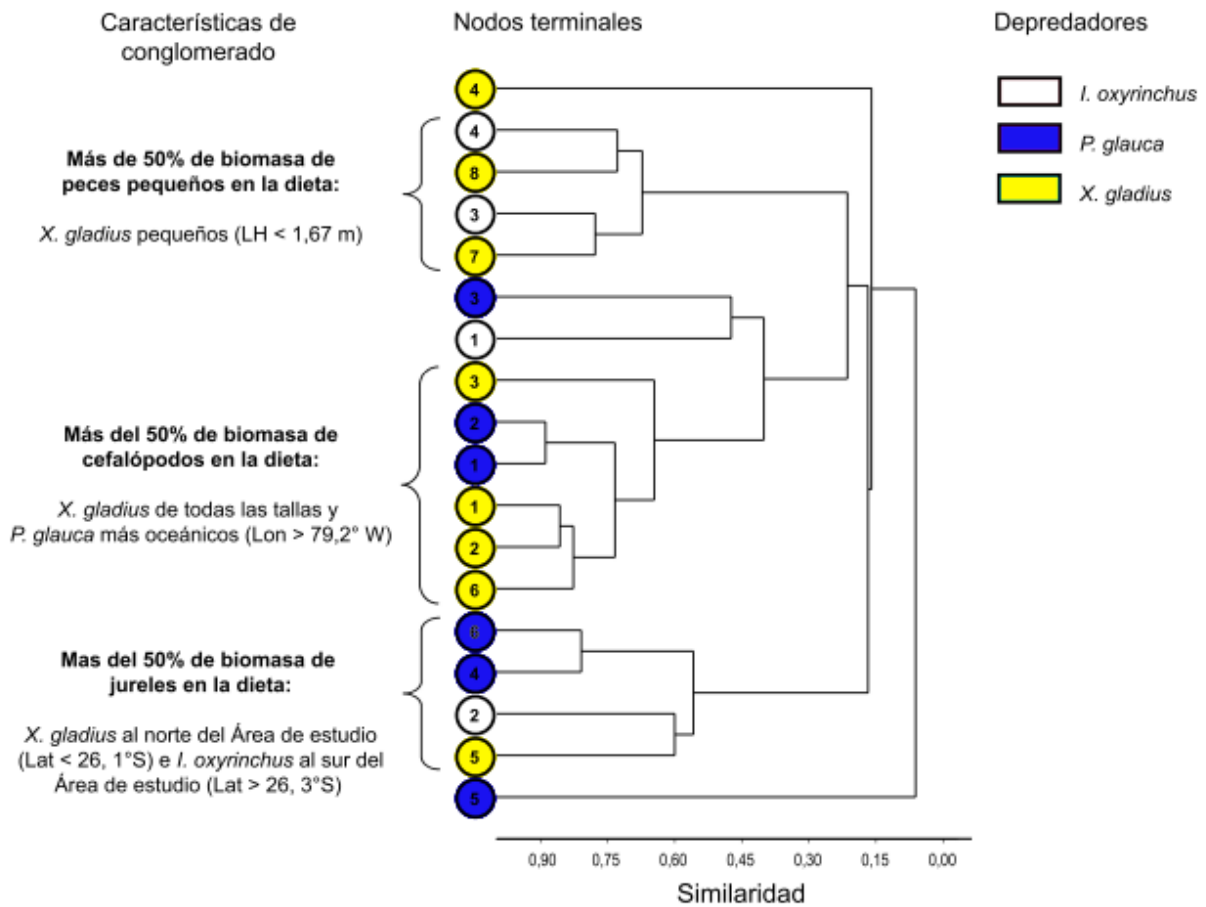 Características de
conglomerado
Nodos terminales
Depredadores
I. oxyrinchus
P. glauca
X. gladius
Más de 50% de biomasa de
peces pequeños en la dieta:
X. gladius pequeños (LH < 1,67 m)
Más del 50% de biomasa de
cefalópodos en la dieta:
X. gladius de todas las tallas y
P. glauca más oceánicos (Lon > 79,2° W)
Mas del 50% de biomasa de
jureles en la dieta:
X. gladius al norte del Área de estudio
(Lat < 26, 1°S) e I. oxyrinchus al sur del
Área de estudio (Lat > 26, 3°S)
4
4
8
3
7
3
1
3
2
1
1
2
6
6
4
2
5
5
0,90 0,75 0,60 0,45 0,30 0,15 0,00
Similaridad